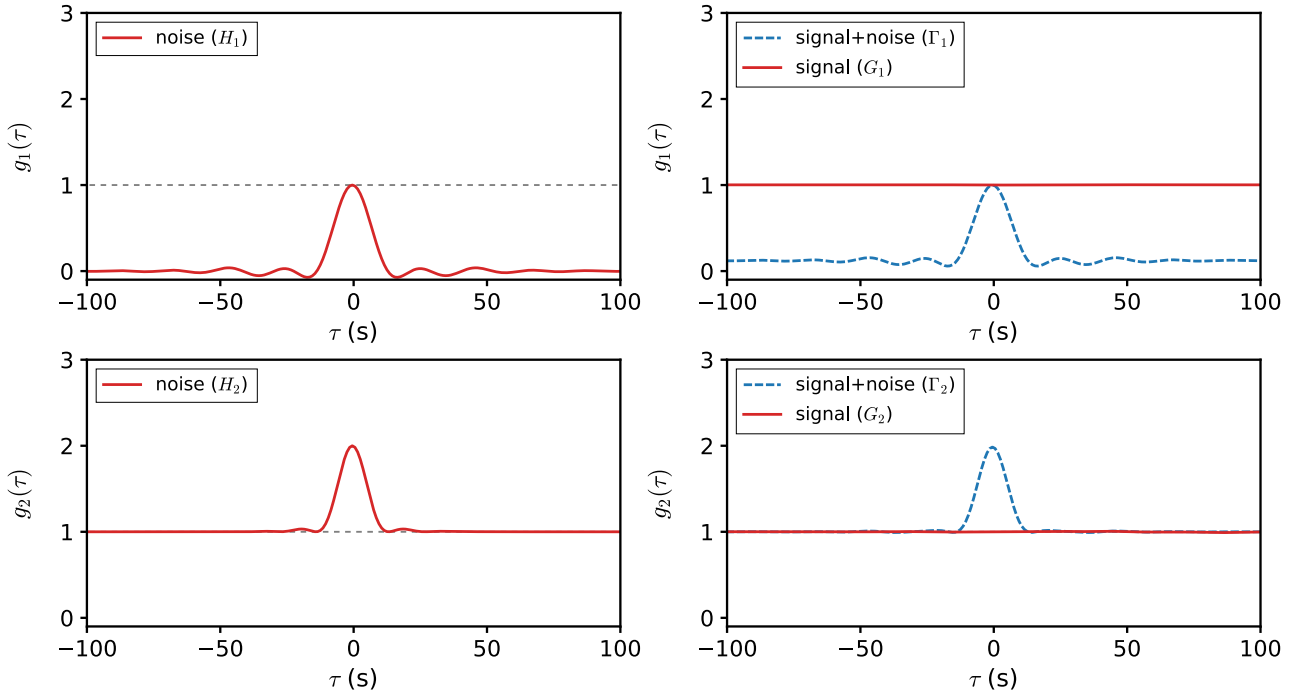 3
2
1
0
g₁(τ)
noise (H₁)
−100
−50
0
50
100
τ (s)
3
2
1
0
g₁(τ)
signal+noise (Γ₁)
signal (G₁)
−100
−50
0
50
100
τ (s)
3
2
1
0
g₂(τ)
noise (H₂)
−100
−50
0
50
100
τ (s)
3
2
1
0
g₂(τ)
signal+noise (Γ₂)
signal (G₂)
−100
−50
0
50
100
τ (s)